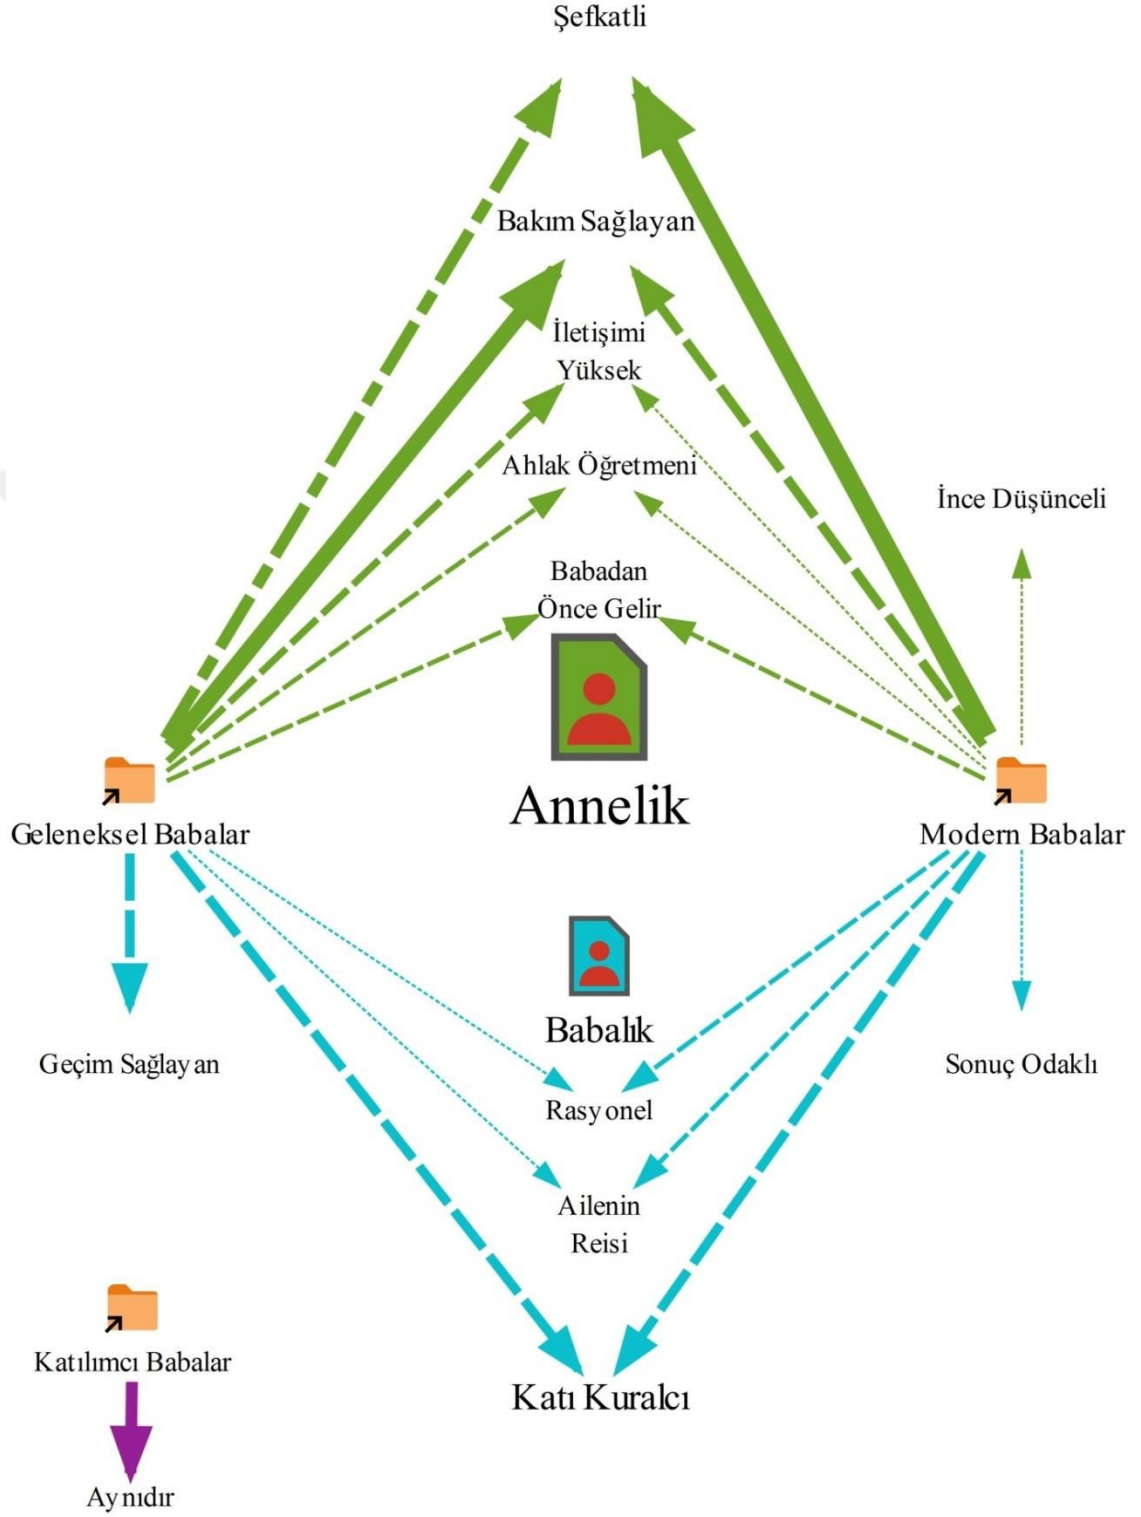 Şefkatli
Bakım Sağlayan
İletişimi
Yüksek
Ahlak Öğretmeni
İnce Düşünceli
Babadan
Önce Gelir
Annelik
Geleneksel Babalar
Modern Babalar
Babalık
Geçim Sağlayan
Sonuç Odaklı
Rasyonel
Ailenin
Reisi
Katılımcı Babalar
Katı Kuralcı
Aynıdır